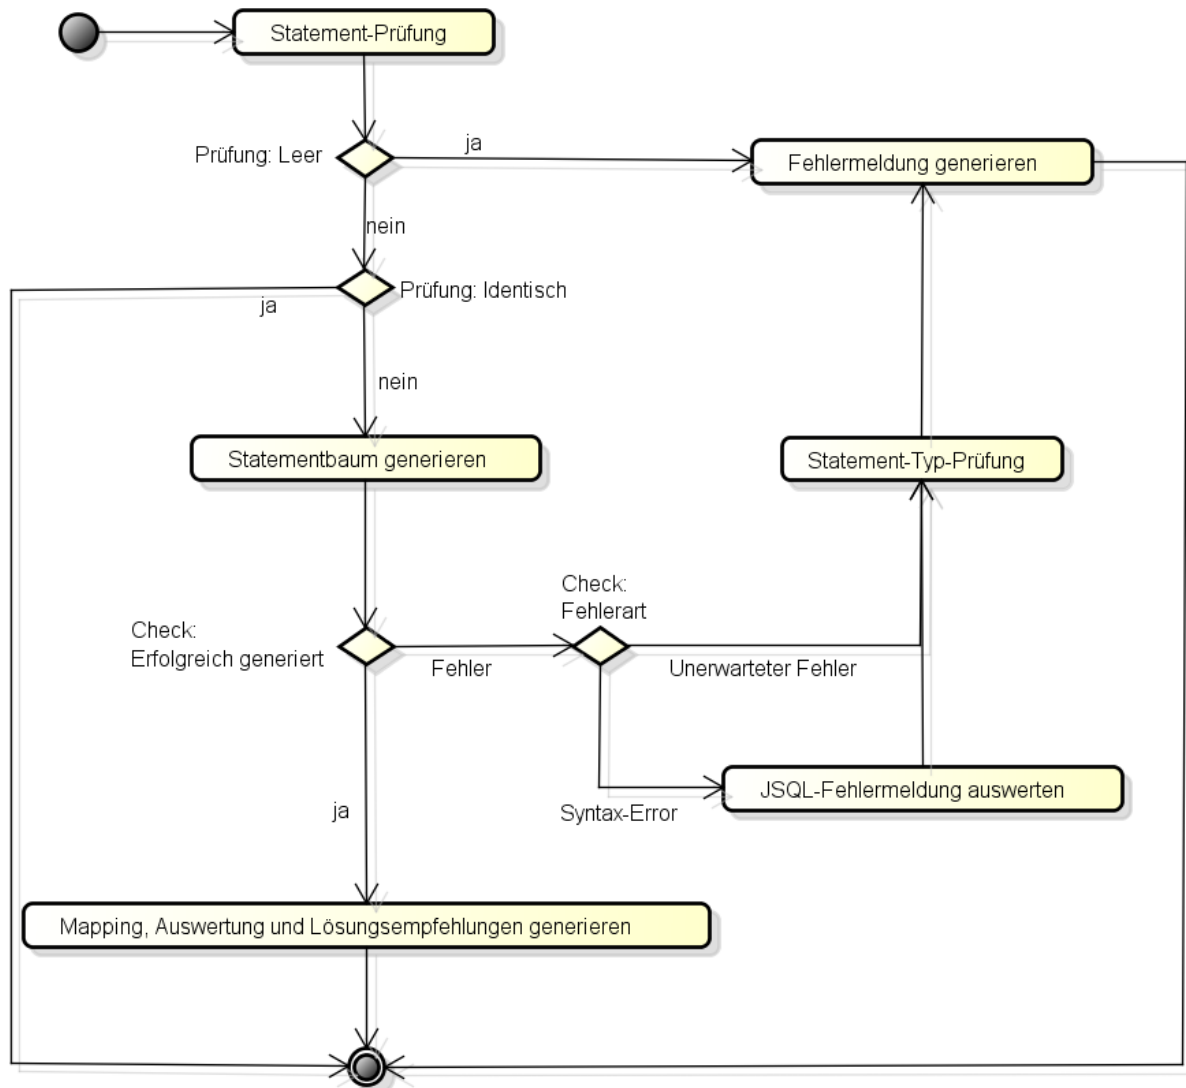 Statement-Prüfung
Prüfung: Leer
ja
Fehlermeldung generieren
nein
Prüfung: Identisch
ja
nein
Statementbaum generieren
Statement-Typ-Prüfung
Check:
Fehlerart
Check:
Erfolgreich generiert
Fehler
Unerwarteter Fehler
JSQL-Fehlermeldung auswerten
Syntax-Error
ja
Mapping, Auswertung und Lösungsempfehlungen generieren